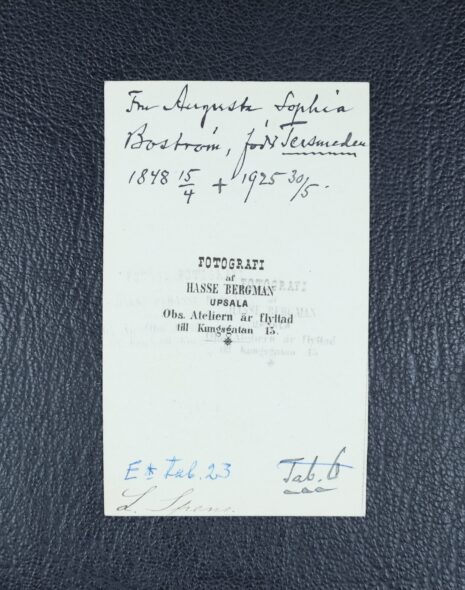 Fru Augusta Sophia
Boström, född Tersmeden
1848 15/4 + 1925 30/5.
FOTOGRAFI
af
HASSE BERGMAN
UPSALA
Obs. Ateliern är flyttad
till Kungsgatan 15.
Tab. 23
Tab. 6
L.